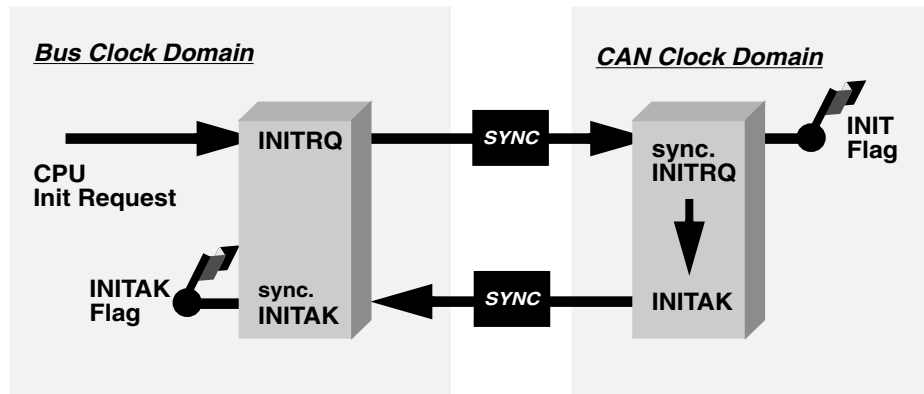 Bus Clock Domain
CAN Clock Domain
INITRQ
SYNC
sync.
INITRQ
INIT
Flag
CPU
Init Request
INITAK
Flag
sync.
INITAK
SYNC
INITAK